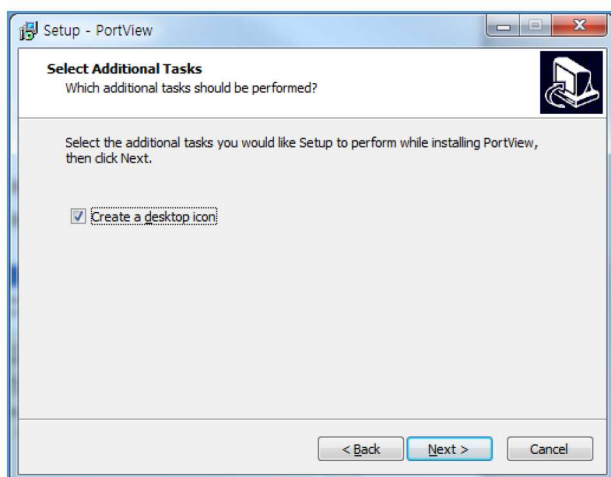 Setup - PortView
Select Additional Tasks
Which additional tasks should be performed?
Select the additional tasks you would like Setup to perform while installing PortView,
then click Next.
Create a desktop icon
< Back Next > Cancel